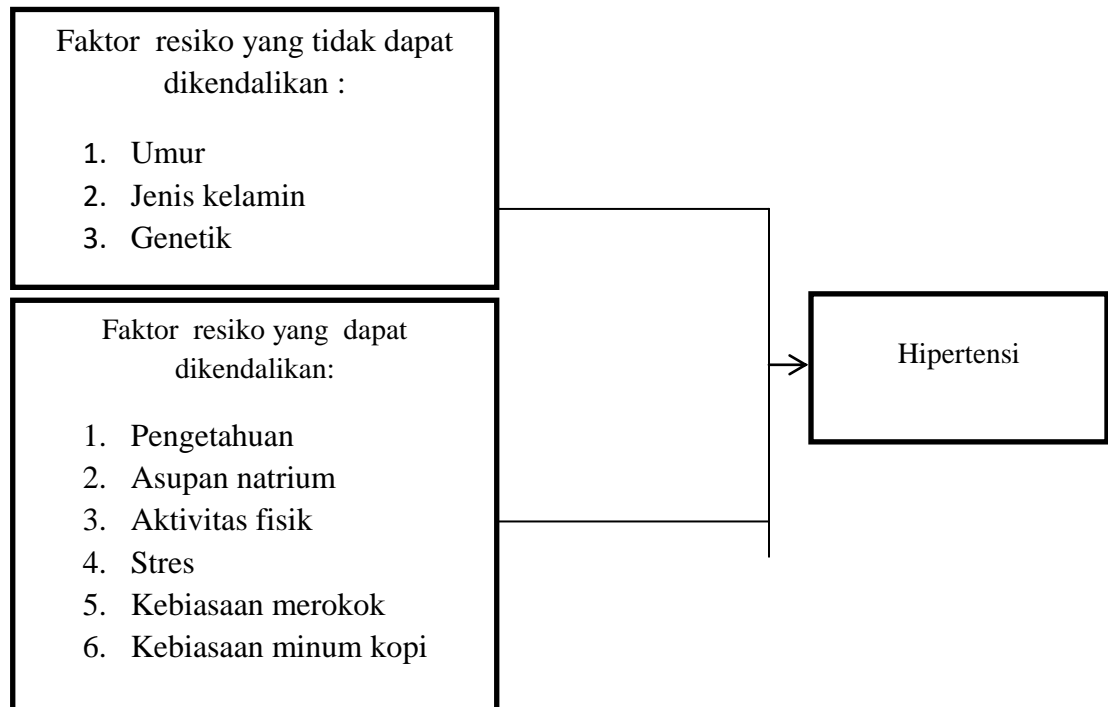 Faktor resiko yang tidak dapat
dikendalikan :
1. Umur
2. Jenis kelamin
3. Genetik
Faktor resiko yang dapat
dikendalikan:
1. Pengetahuan
2. Asupan natrium
3. Aktivitas fisik
4. Stres
5. Kebiasaan merokok
6. Kebiasaan minum kopi
Hipertensi